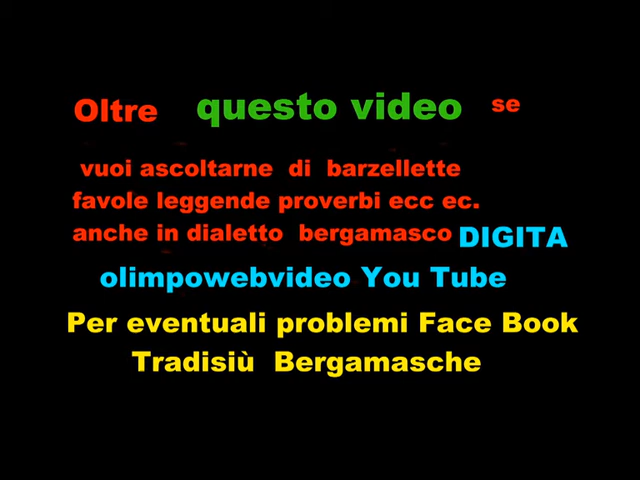 Oltre questo video se
vuoi ascoltarne di barzellette
favole leggende proverbi ecc ec.
anche in dialetto bergamasco DIGITA
olimpowebvideo You Tube
Per eventuali problemi Face Book
Tradisiù Bergamasche